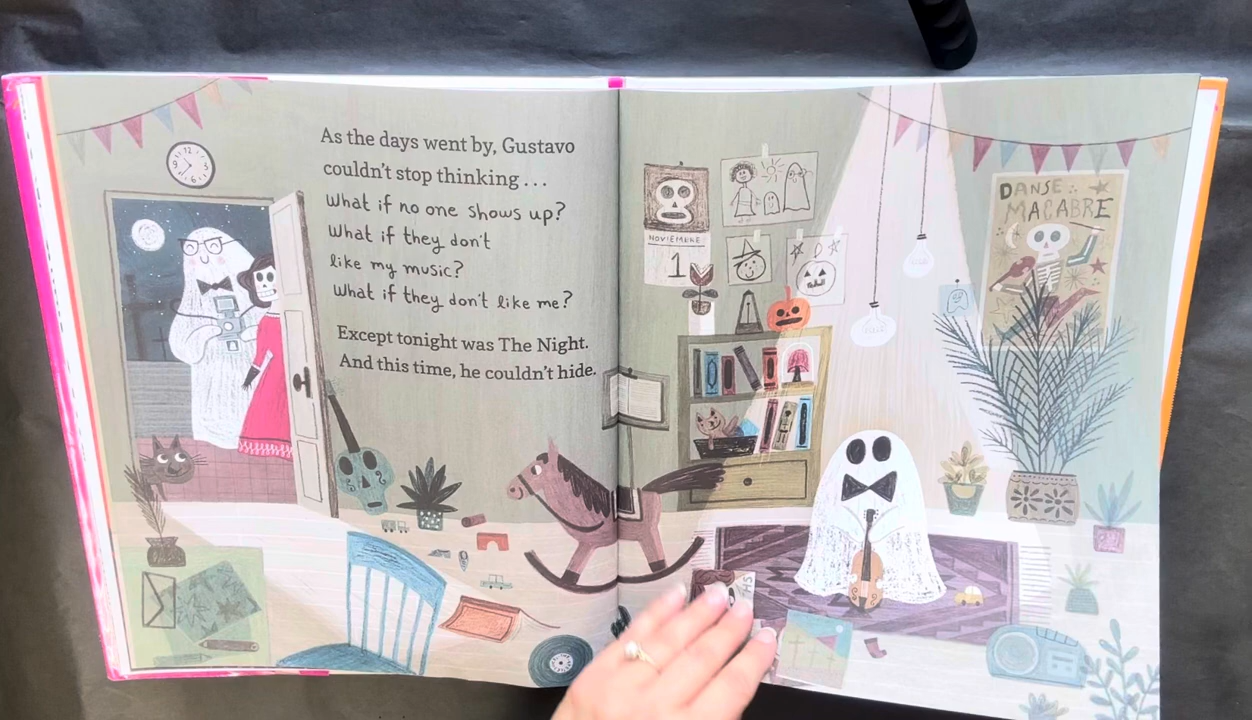 As the days went by, Gustavo
couldn't stop thinking...
What if no one shows up?
What if they don't
like my music?
What if they don't like me?
Except tonight was The Night.
And this time, he couldn't hide.
NOVIEMBRE
1
DANSE
MACABRE